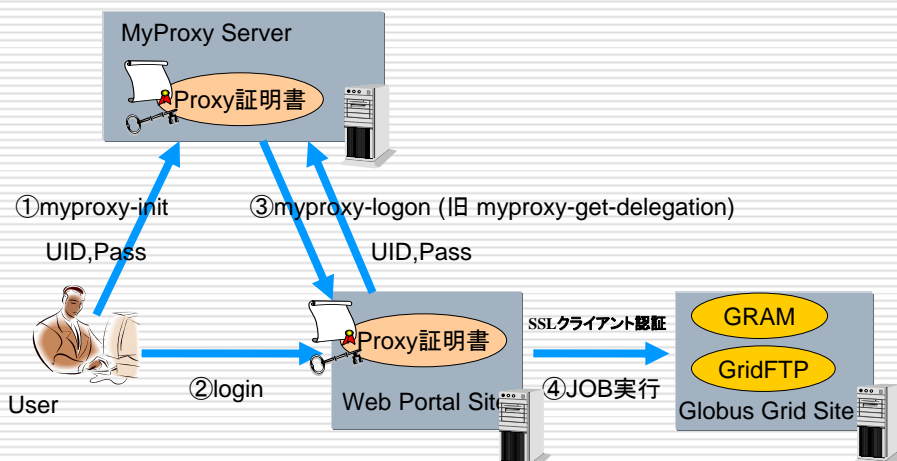 MyProxy Server
Proxy証明書
①myproxy-init
③myproxy-logon (旧 myproxy-get-delegation)
UID,Pass
UID,Pass
Proxy証明書
SSLクライアント認証
GRAM
GridFTP
②login
④JOB実行
User
Web Portal Site
Globus Grid Site